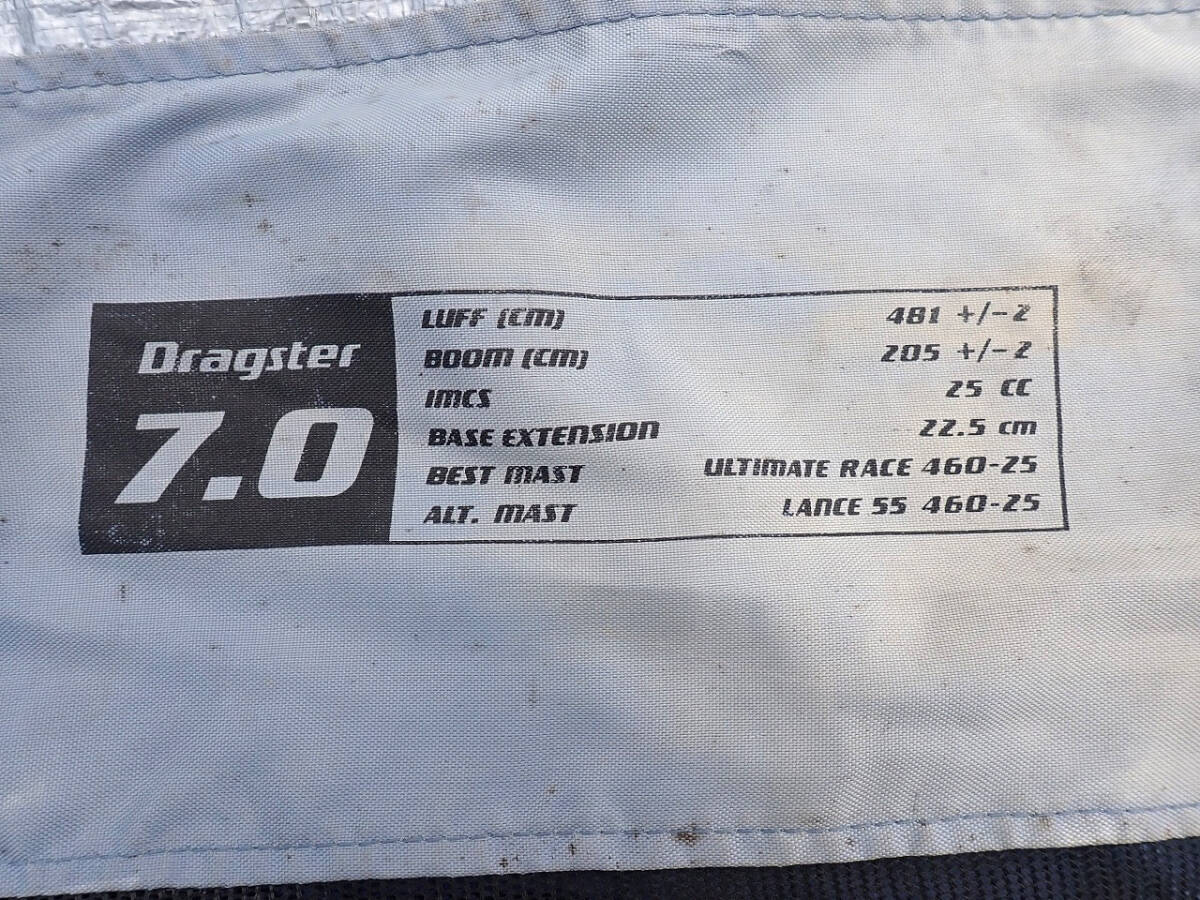 Dragster
7.0
LUFF (CM) 481 +/-2
BOOM (CM) 205 +/-2
IMCS 25 CC
BASE EXTENSION 22.5 cm
BEST MAST ULTIMATE RACE 460-25
ALT. MAST LANCE 55 460-25